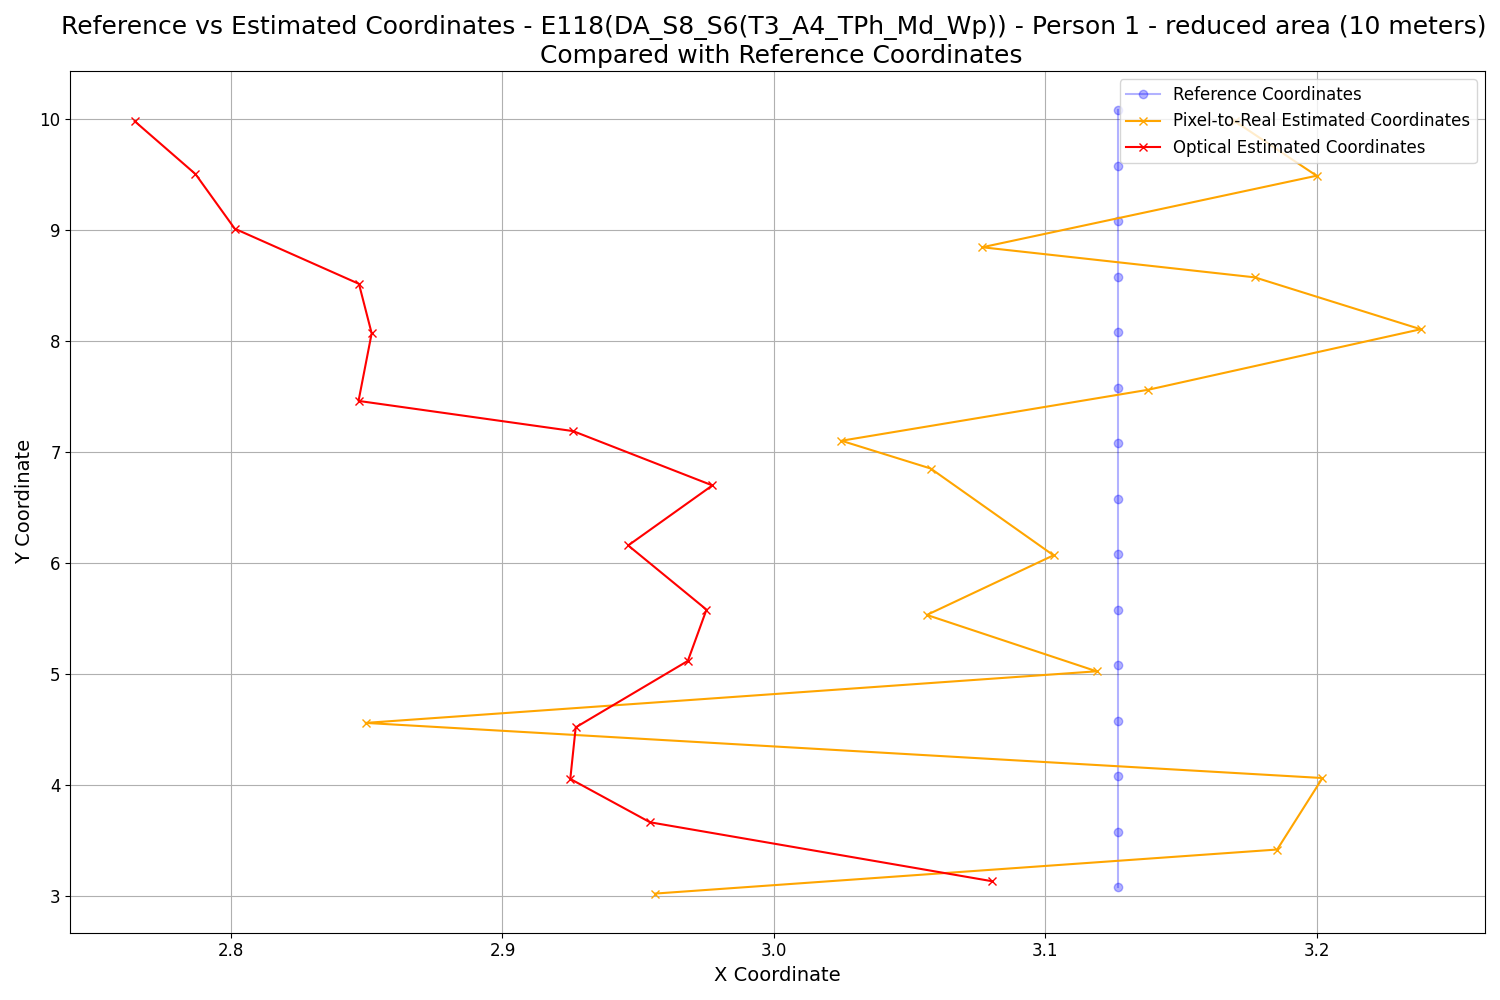 Reference vs Estimated Coordinates - E118(DA_S8_S6(T3_A4_TPh_Md_Wp)) - Person 1 - reduced area (10 meters)
Compared with Reference Coordinates
Reference Coordinates
Pixel-to-Real Estimated Coordinates
Optical Estimated Coordinates
Y Coordinate
10
9
8
7
6
5
4
3
2.8
2.9
3.0
3.1
3.2
X Coordinate